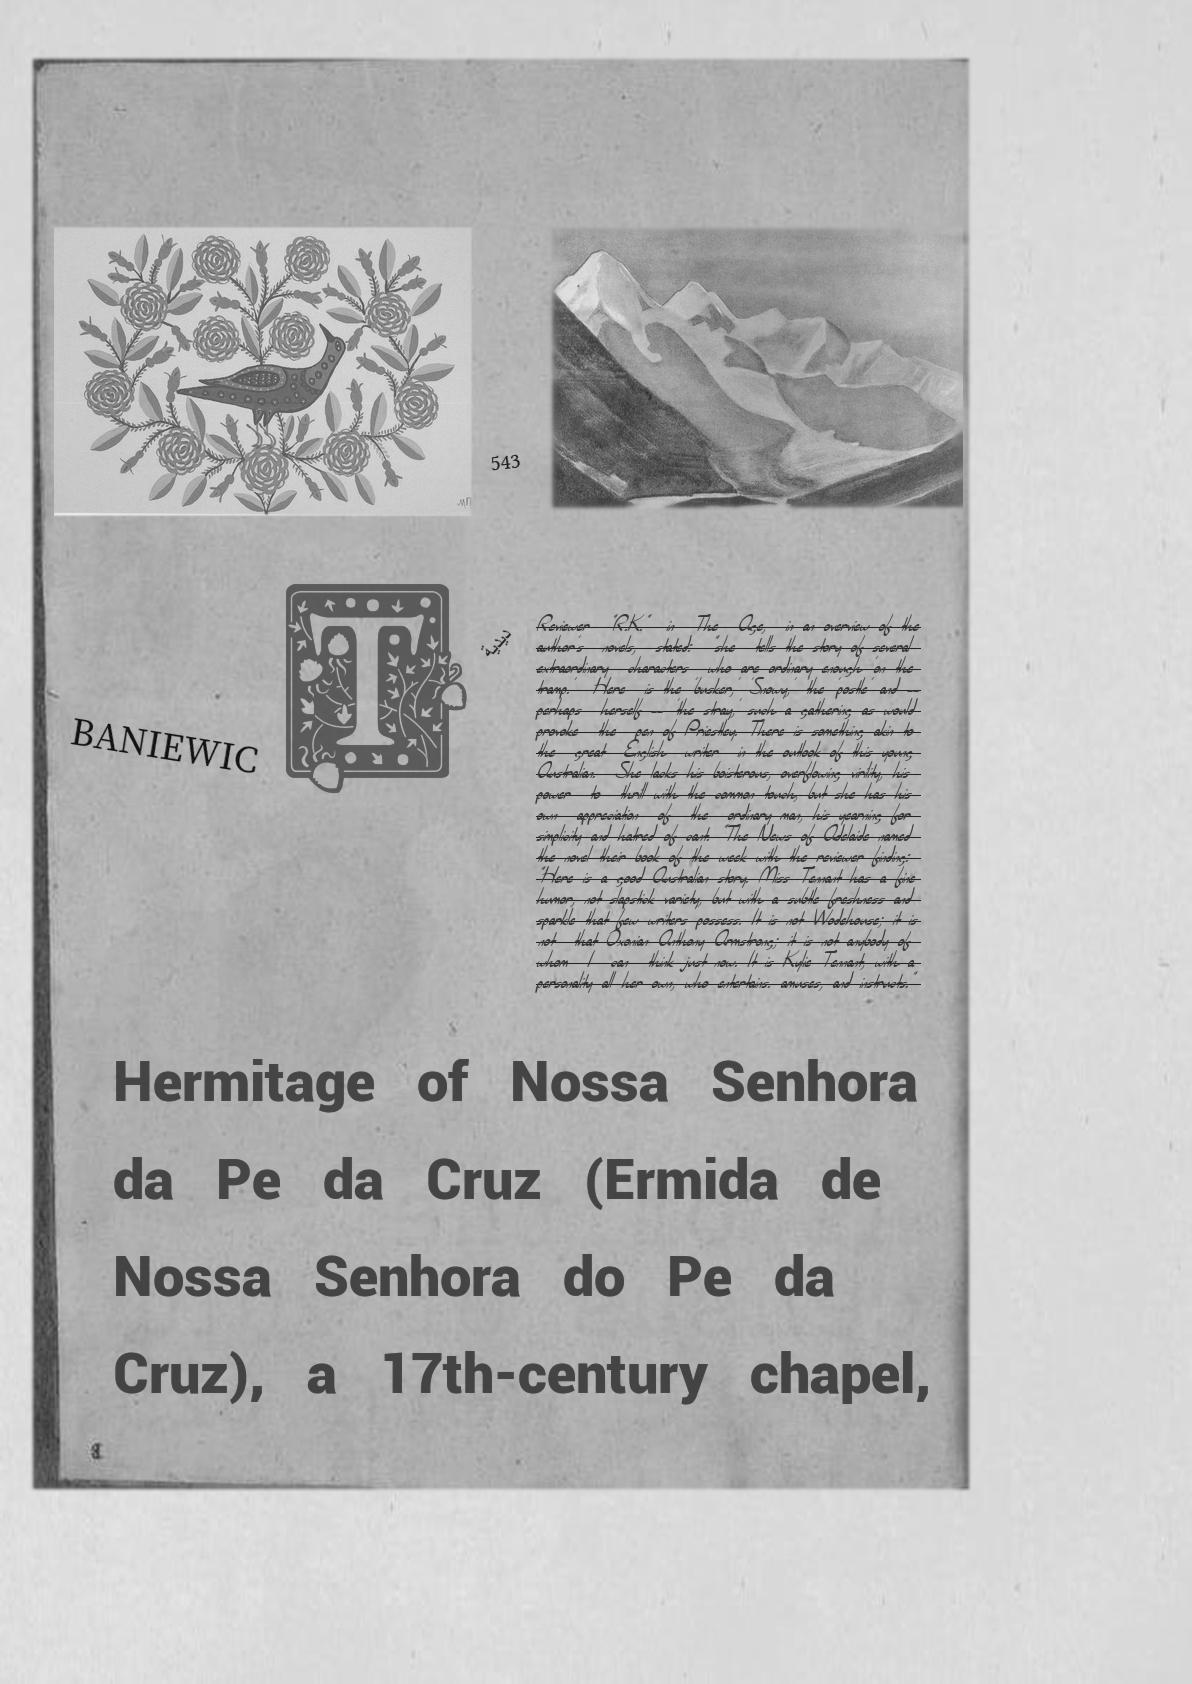 543
BANIEWIC
T
Reviewer "R.K." in The Age, in an overview of the
author's novels, stated: "she tells the story of several
extraordinary characters who are ordinary enough 'on the
tramp.' Here is the 'busker,' 'Snowy,' 'the postle' and —
perhaps herself — 'the stray,' such a gathering as would
provoke the pen of Priestley. There is something akin to
the great English writer in the outlook of this young
Australian. She lacks his boisterous, overflowing virility, his
power to thrill with the common touch, but she has his
own appreciation of the ordinary man, his yearning for
simplicity and hatred of cant. "The News of Adelaide named
the novel their book of the week with the reviewer finding:
"Here is a good Australian story. Miss Tennant has a fine
humor, not slapstick variety, but with a subtle freshness and
sparkle that few writers possess. It is not Wodehouse; it is
not that Oxonian Anthony Armstrong; it is not anybody of
whom I can think just now. It is Kylie Tennant, with a
personality all her own, who entertains. amuses, and instructs."
Hermitage of Nossa Senhora
da Pe da Cruz (Ermida de
Nossa Senhora do Pe da
Cruz), a 17th-century chapel,